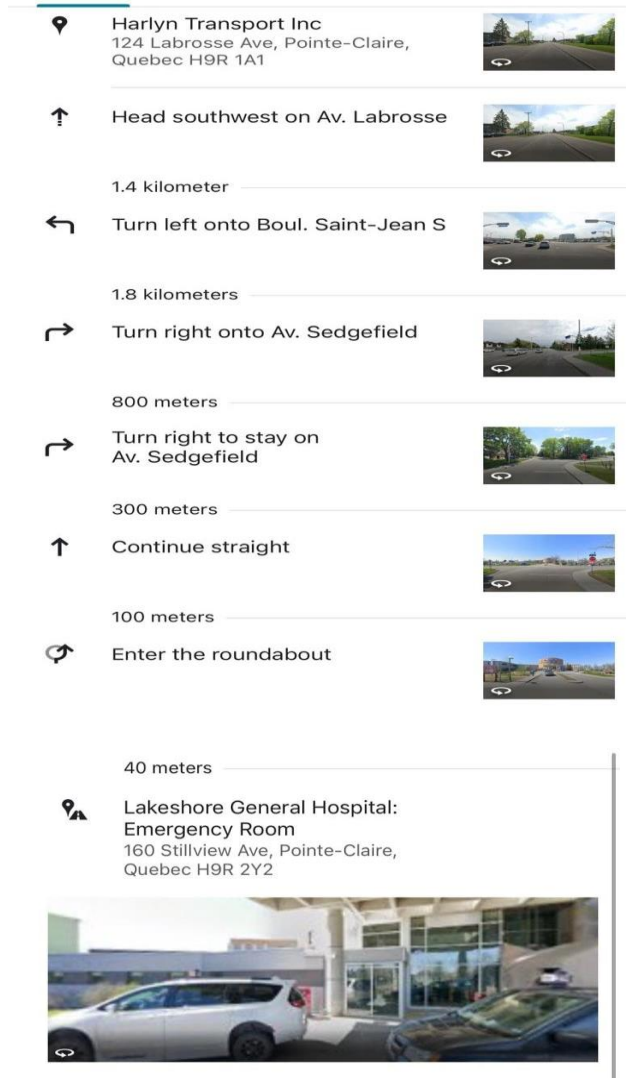 Harlyn Transport Inc
124 Labrosse Ave, Pointe-Claire,
Quebec H9R 1A1
Head southwest on Av. Labrosse
1.4 kilometer
Turn left onto Boul. Saint-Jean S
1.8 kilometers
Turn right onto Av. Sedgefield
800 meters
Turn right to stay on
Av. Sedgefield
300 meters
Continue straight
100 meters
Enter the roundabout
40 meters
Lakeshore General Hospital:
Emergency Room
160 Stillview Ave, Pointe-Claire,
Quebec H9R 2Y2